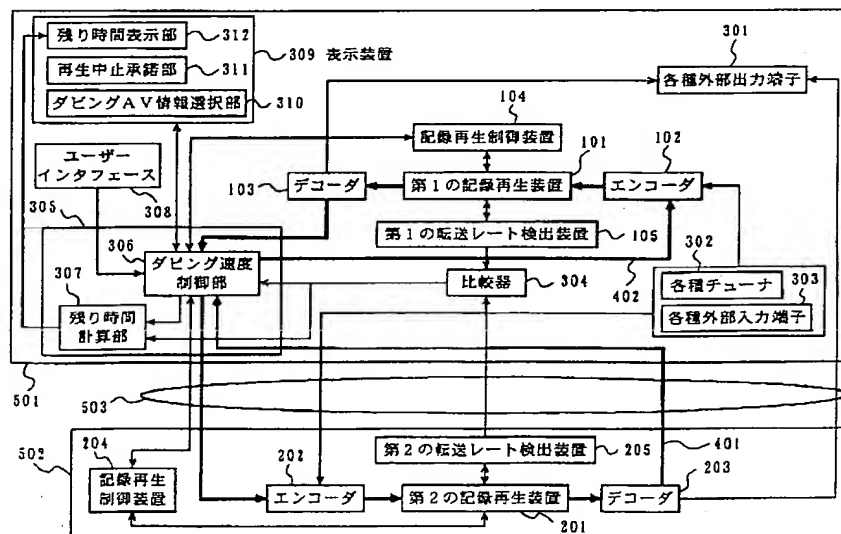 残り時間表示部
312
再生中止承諾部
311
ダビングAV情報選択部
310
309 表示装置
301
各種外部出力端子
104
記録再生制御装置
ユーザー
インタフェース
308
305
103
デコーダ
101
第1の記録再生装置
102
エンコーダ
第1の転送レート検出装置
105
306
ダビング速度
制御部
402
302
各種チューナ
303
各種外部入力端子
比較器
304
307
残り時間
計算部
501
503
502
204
記録再生
制御装置
202
エンコーダ
第2の転送レート検出装置
205
401
203
第2の記録再生装置
201
デコーダ